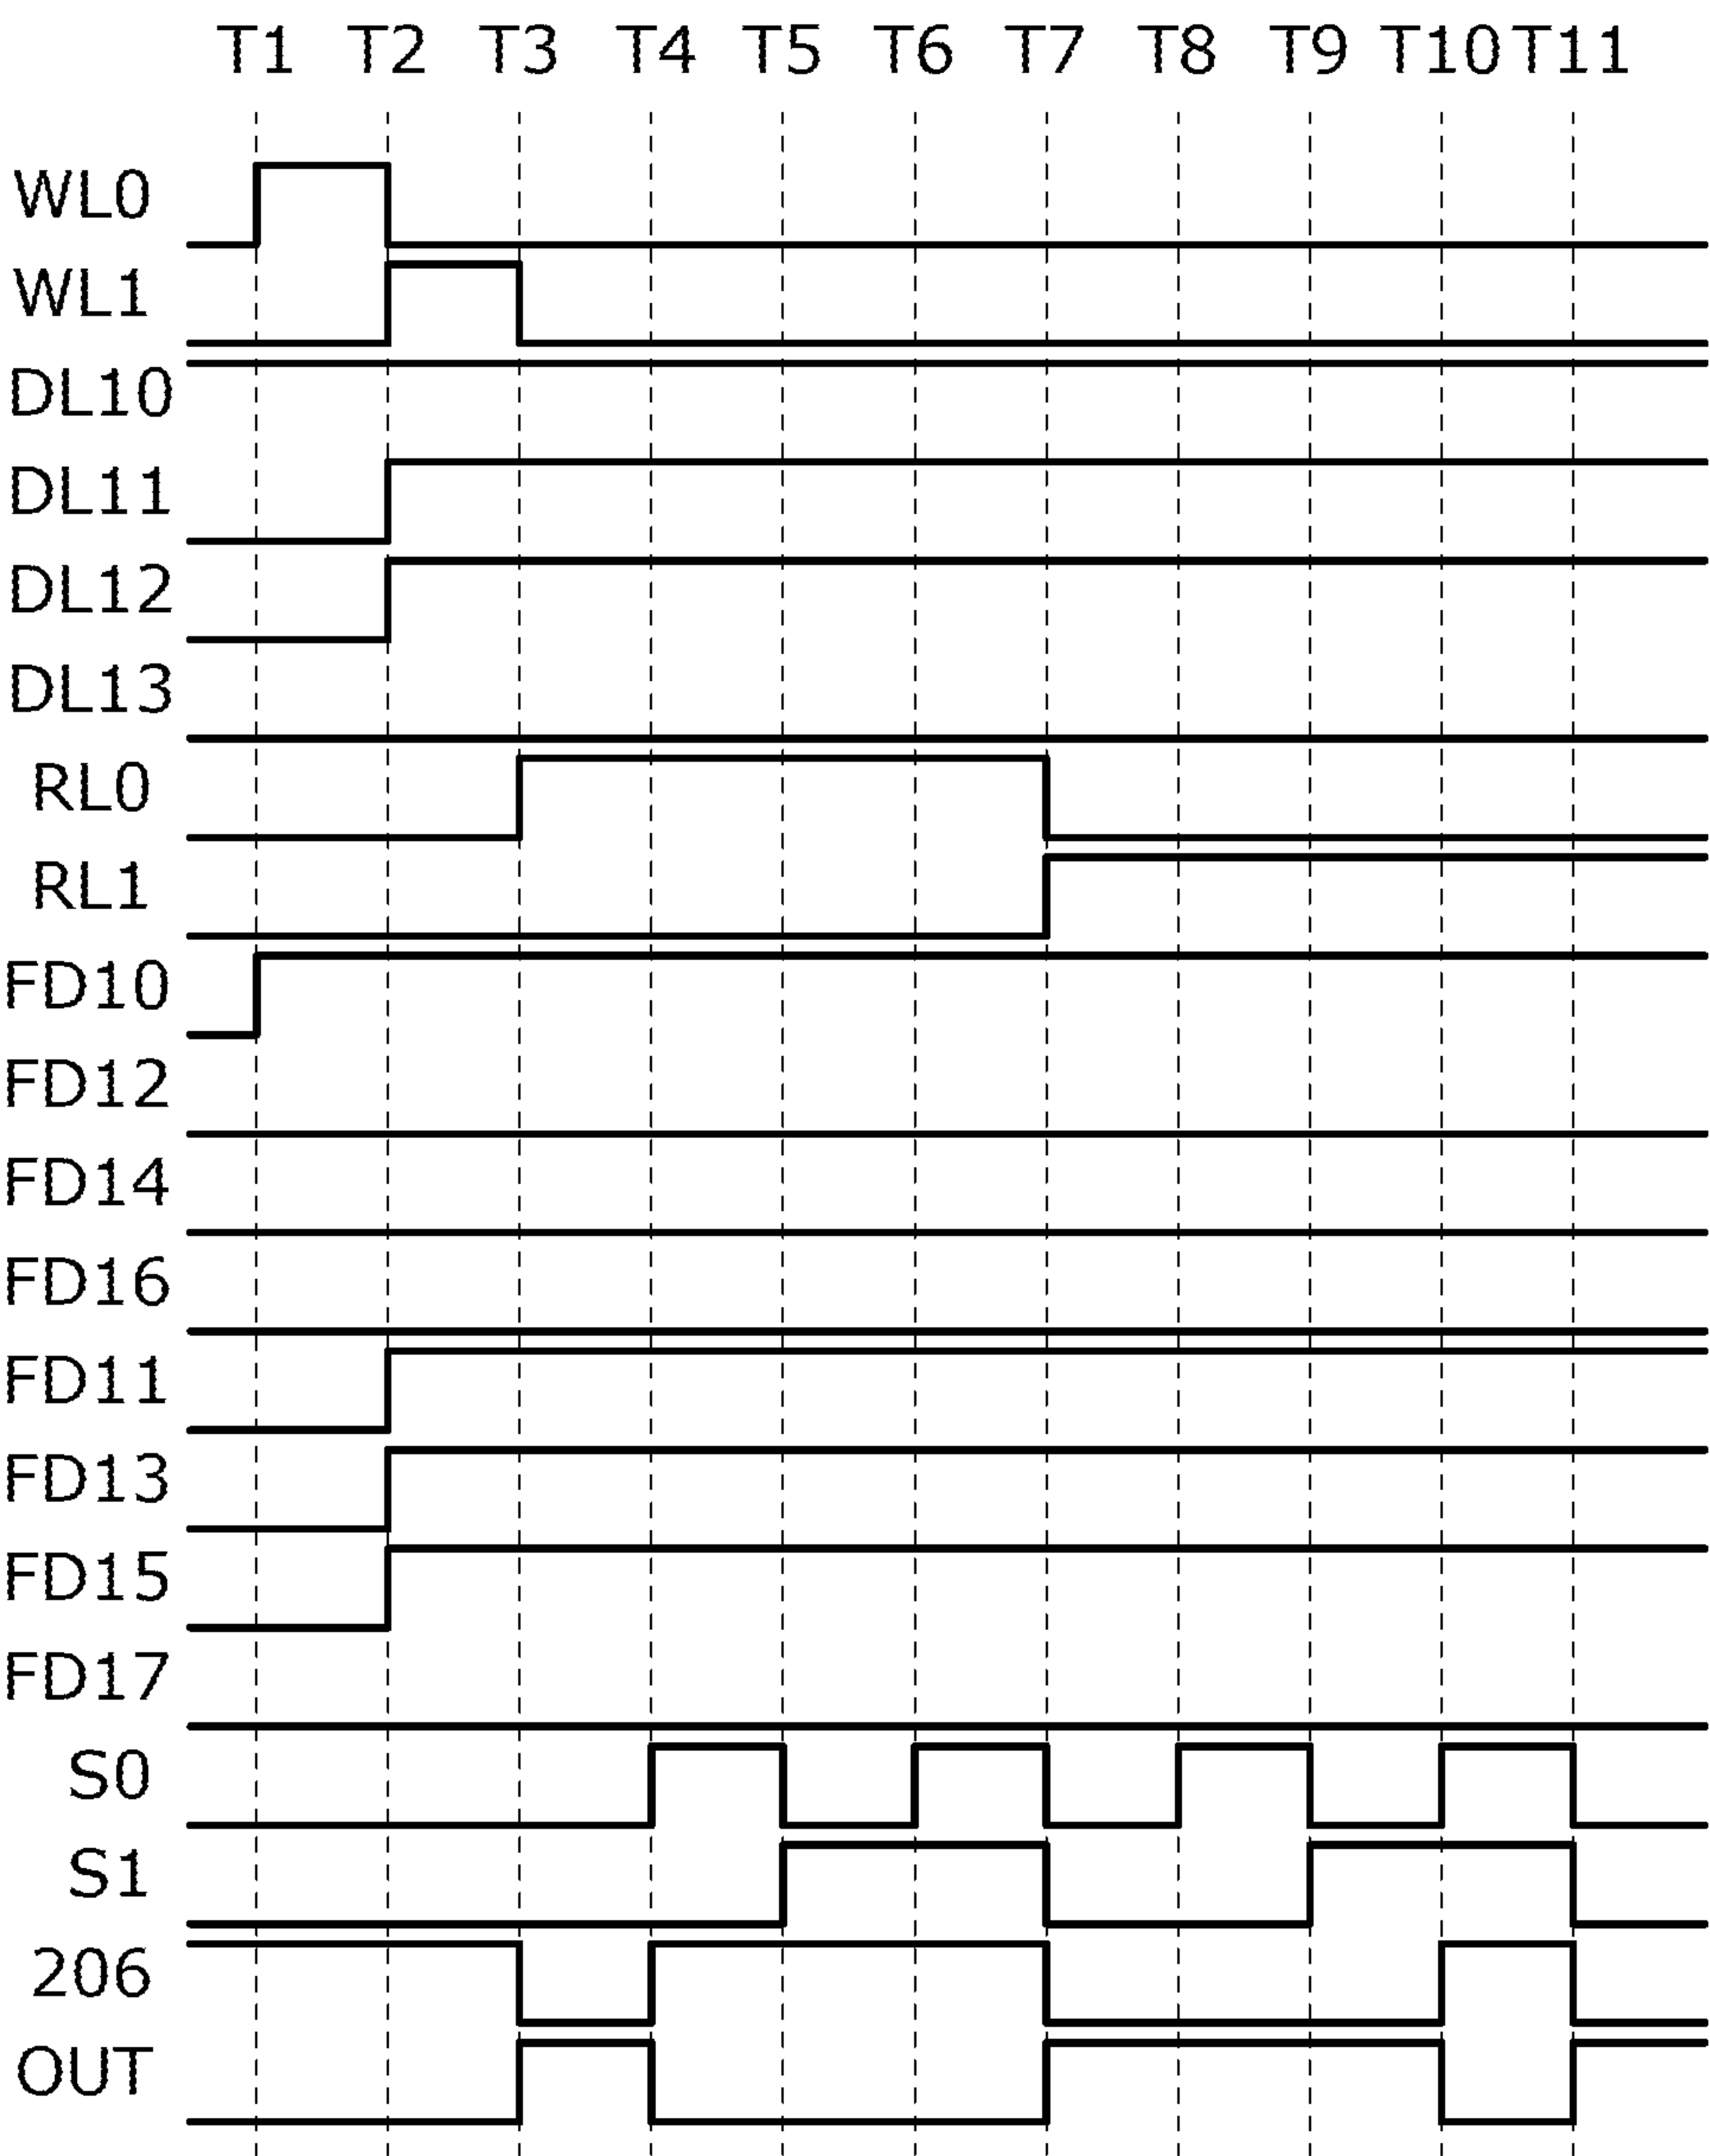 T1 T2 T3 T4 T5 T6 T7 T8 T9 T10 T11
WL0
WL1
DL10
DL11
DL12
DL13
RL0
RL1
FD10
FD12
FD14
FD16
FD11
FD13
FD15
FD17
S0
S1
206
OUT